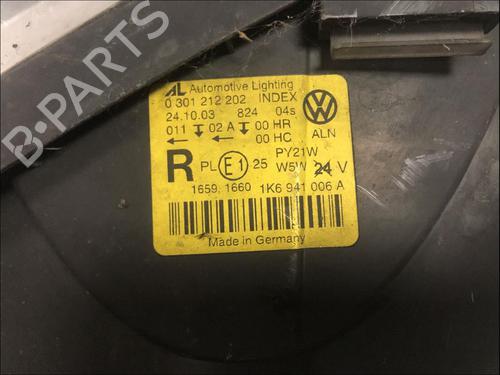 AL Automotive Lighting
0 301 212 202 INDEX
24.10.03 824 04s
011 02 A 00 HR
00 HC
ALN
R PL E1 25
PY21W
W5W 24 V
1659, 1660 1K6 941 006 A
Made in Germany
B-PARTS